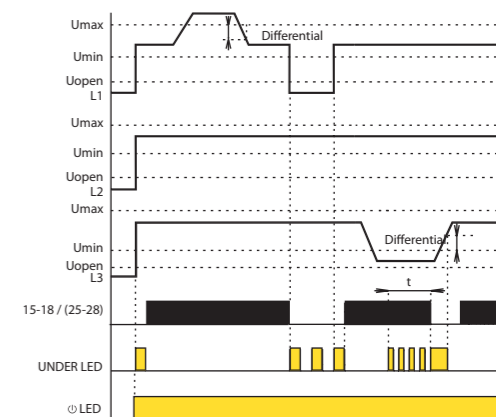 Umax
Differential
Umin
Uopen
L1
Umax
Umin
Uopen
L2
Umax
Differential
Umin
Uopen
L3
t
15-18 / (25-28)
UNDER LED
⏻ LED